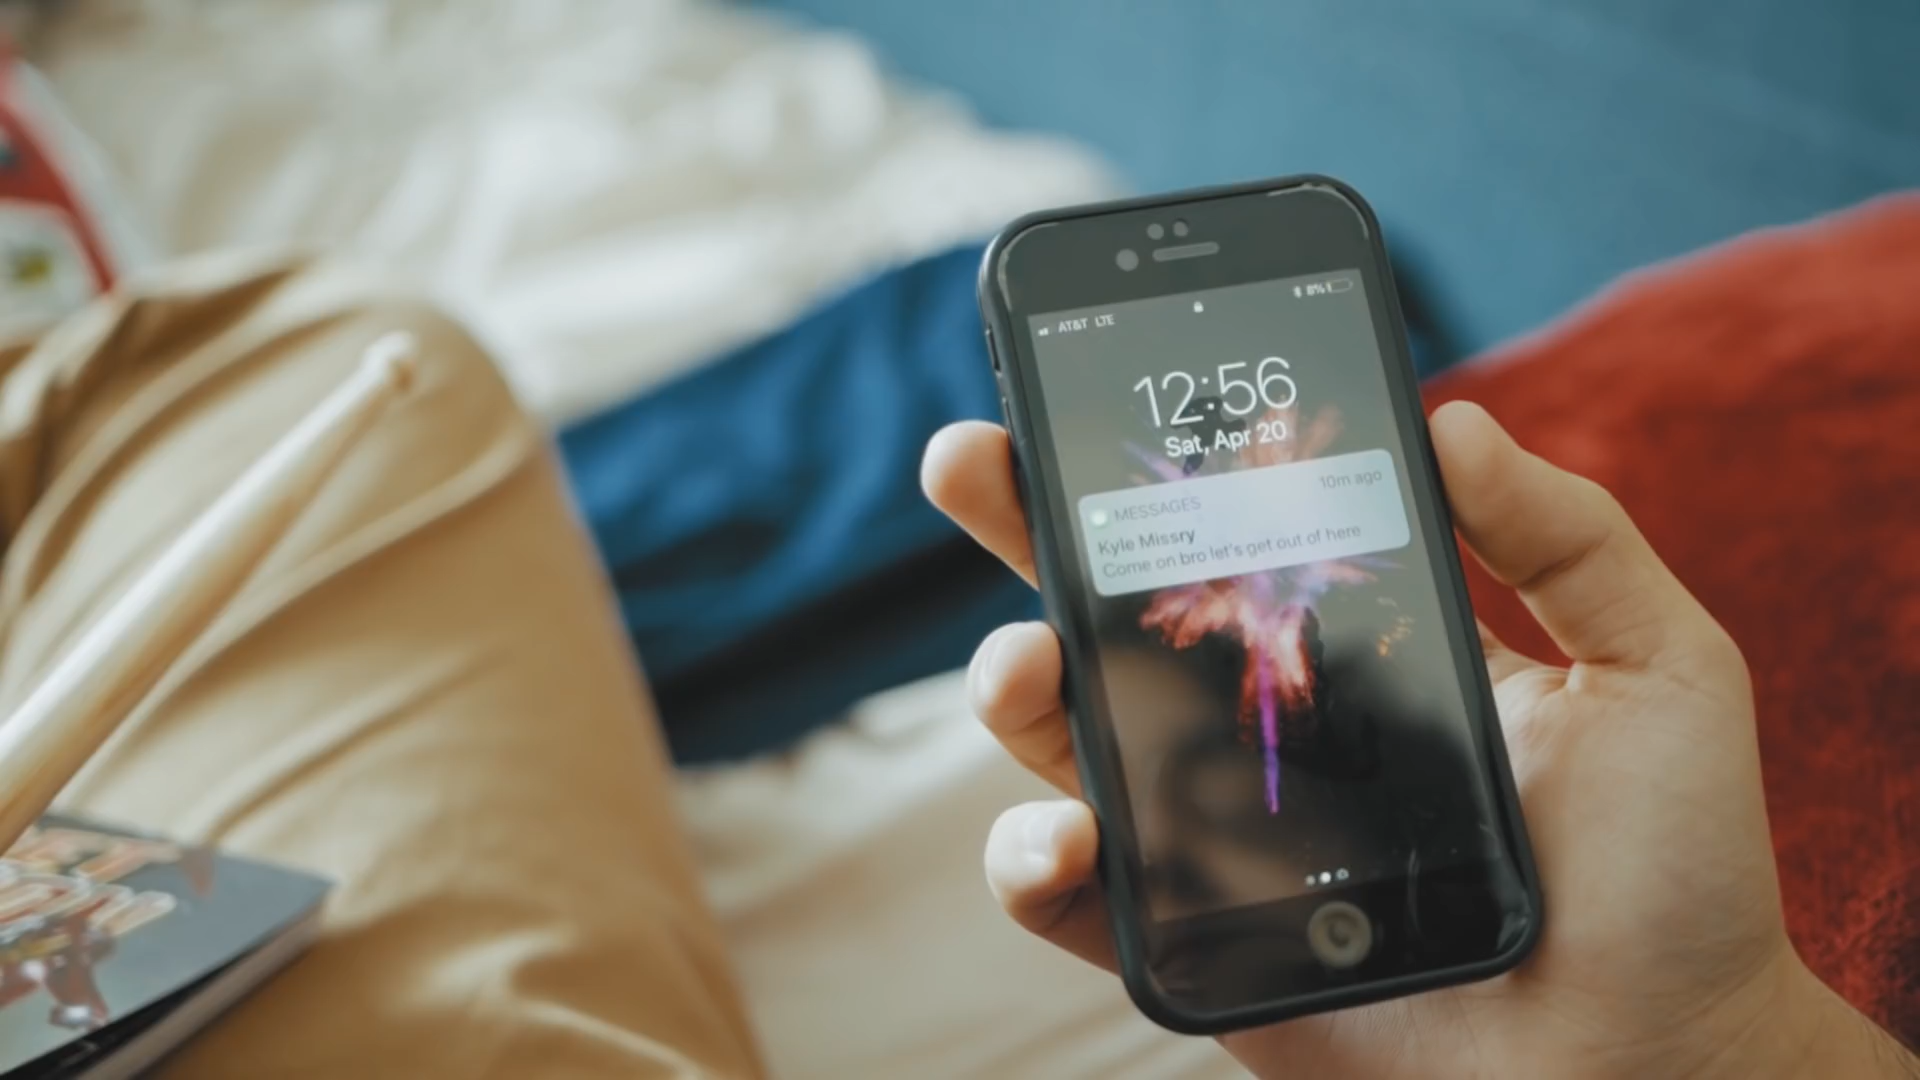 AT&T LTE 8%
12:56
Sat, Apr 20
MESSAGES 10m ago
Kyle Missry
Come on bro let's get out of here